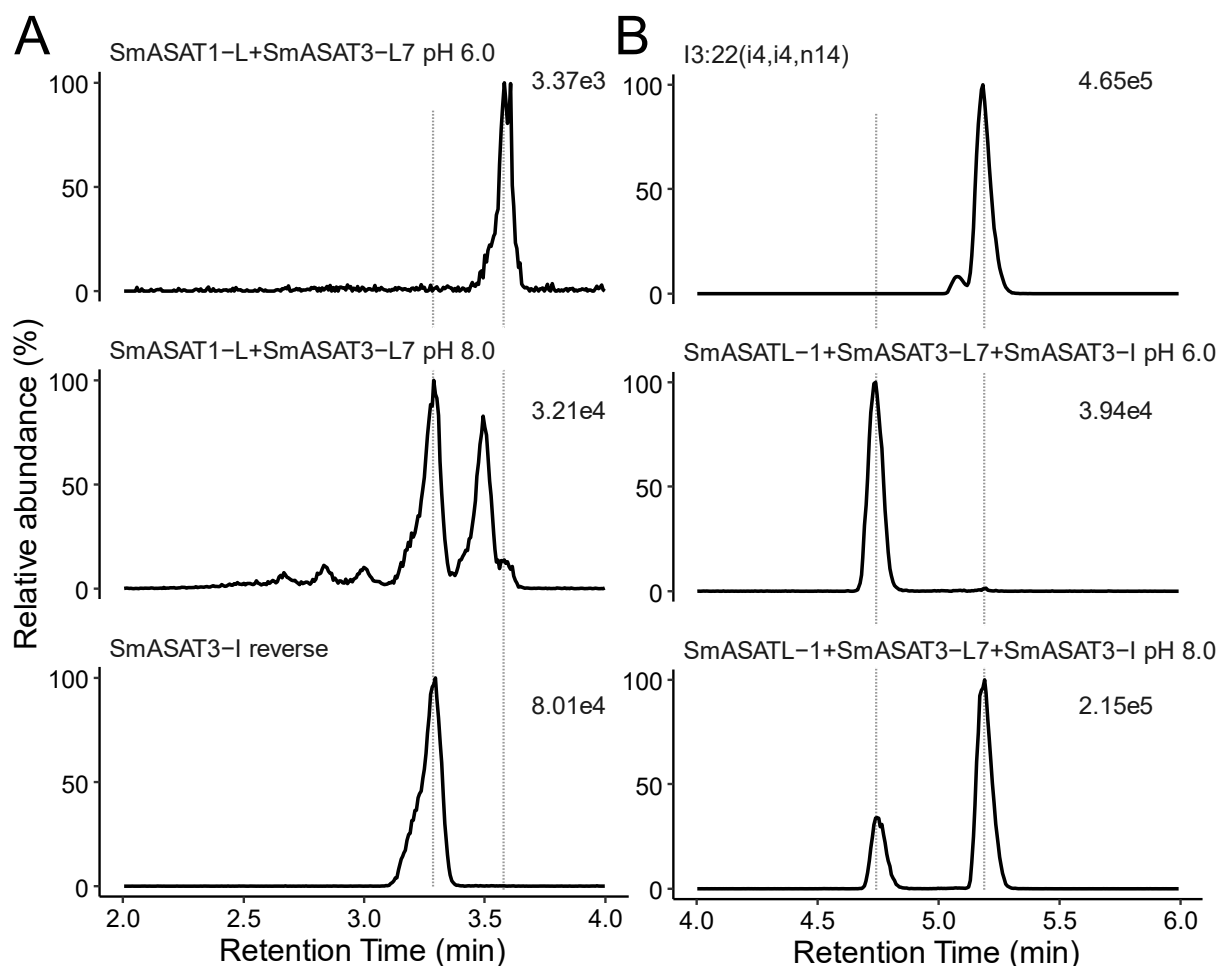 A
SmASAT1−L+SmASAT3−L7 pH 6.0
3.37e3
100
50
0
SmASAT1−L+SmASAT3−L7 pH 8.0
3.21e4
100
50
0
SmASAT3−I reverse
8.01e4
100
50
0
2.0 2.5 3.0 3.5 4.0
Retention Time (min)
Relative abundance (%)
B
I3:22(i4,i4,n14)
4.65e5
100
50
0
SmASATL−1+SmASAT3−L7+SmASAT3−I pH 6.0
3.94e4
100
50
0
SmASATL−1+SmASAT3−L7+SmASAT3−I pH 8.0
2.15e5
100
50
0
4.0 4.5 5.0 5.5 6.0
Retention Time (min)